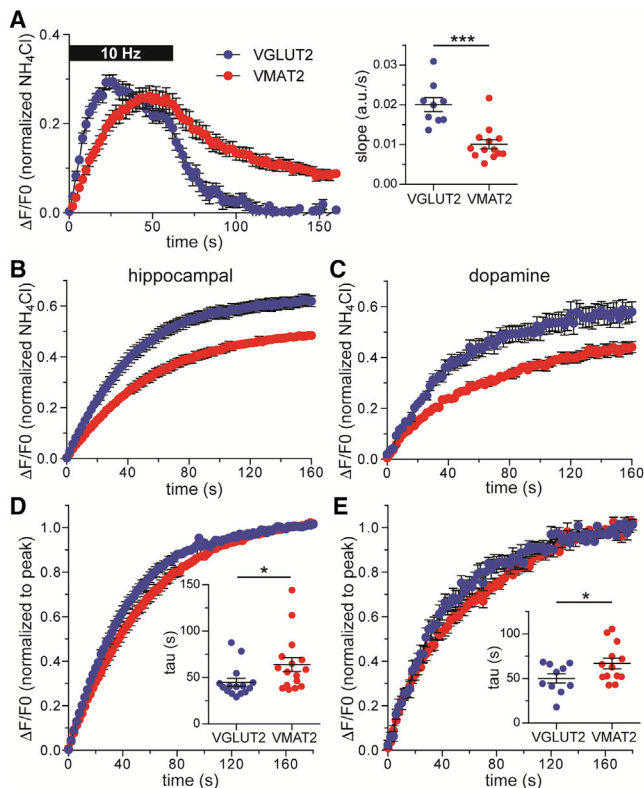 A
10 Hz
VGLUT2
VMAT2
ΔF/F0 (normalized NH₄Cl)
0.4
0.2
0.0
0
50
100
150
time (s)
***
slope (a.u./s)
0.04
0.03
0.02
0.01
0.00
VGLUT2 VMAT2
B
hippocampal
ΔF/F0 (normalized NH₄Cl)
0.6
0.4
0.2
0.0
0 40 80 120 160
time (s)
C
dopamine
ΔF/F0 (normalized NH₄Cl)
0.6
0.4
0.2
0.0
0 40 80 120 160
time (s)
D
ΔF/F0 (normalized to peak)
1.0
0.8
0.6
0.4
0.2
0.0
0 40 80 120 160
time (s)
*
tau (s)
150
100
50
0
VGLUT2 VMAT2
E
ΔF/F0 (normalized to peak)
1.0
0.8
0.6
0.4
0.2
0.0
0 40 80 120 160
time (s)
*
tau (s)
100
50
0
VGLUT2 VMAT2